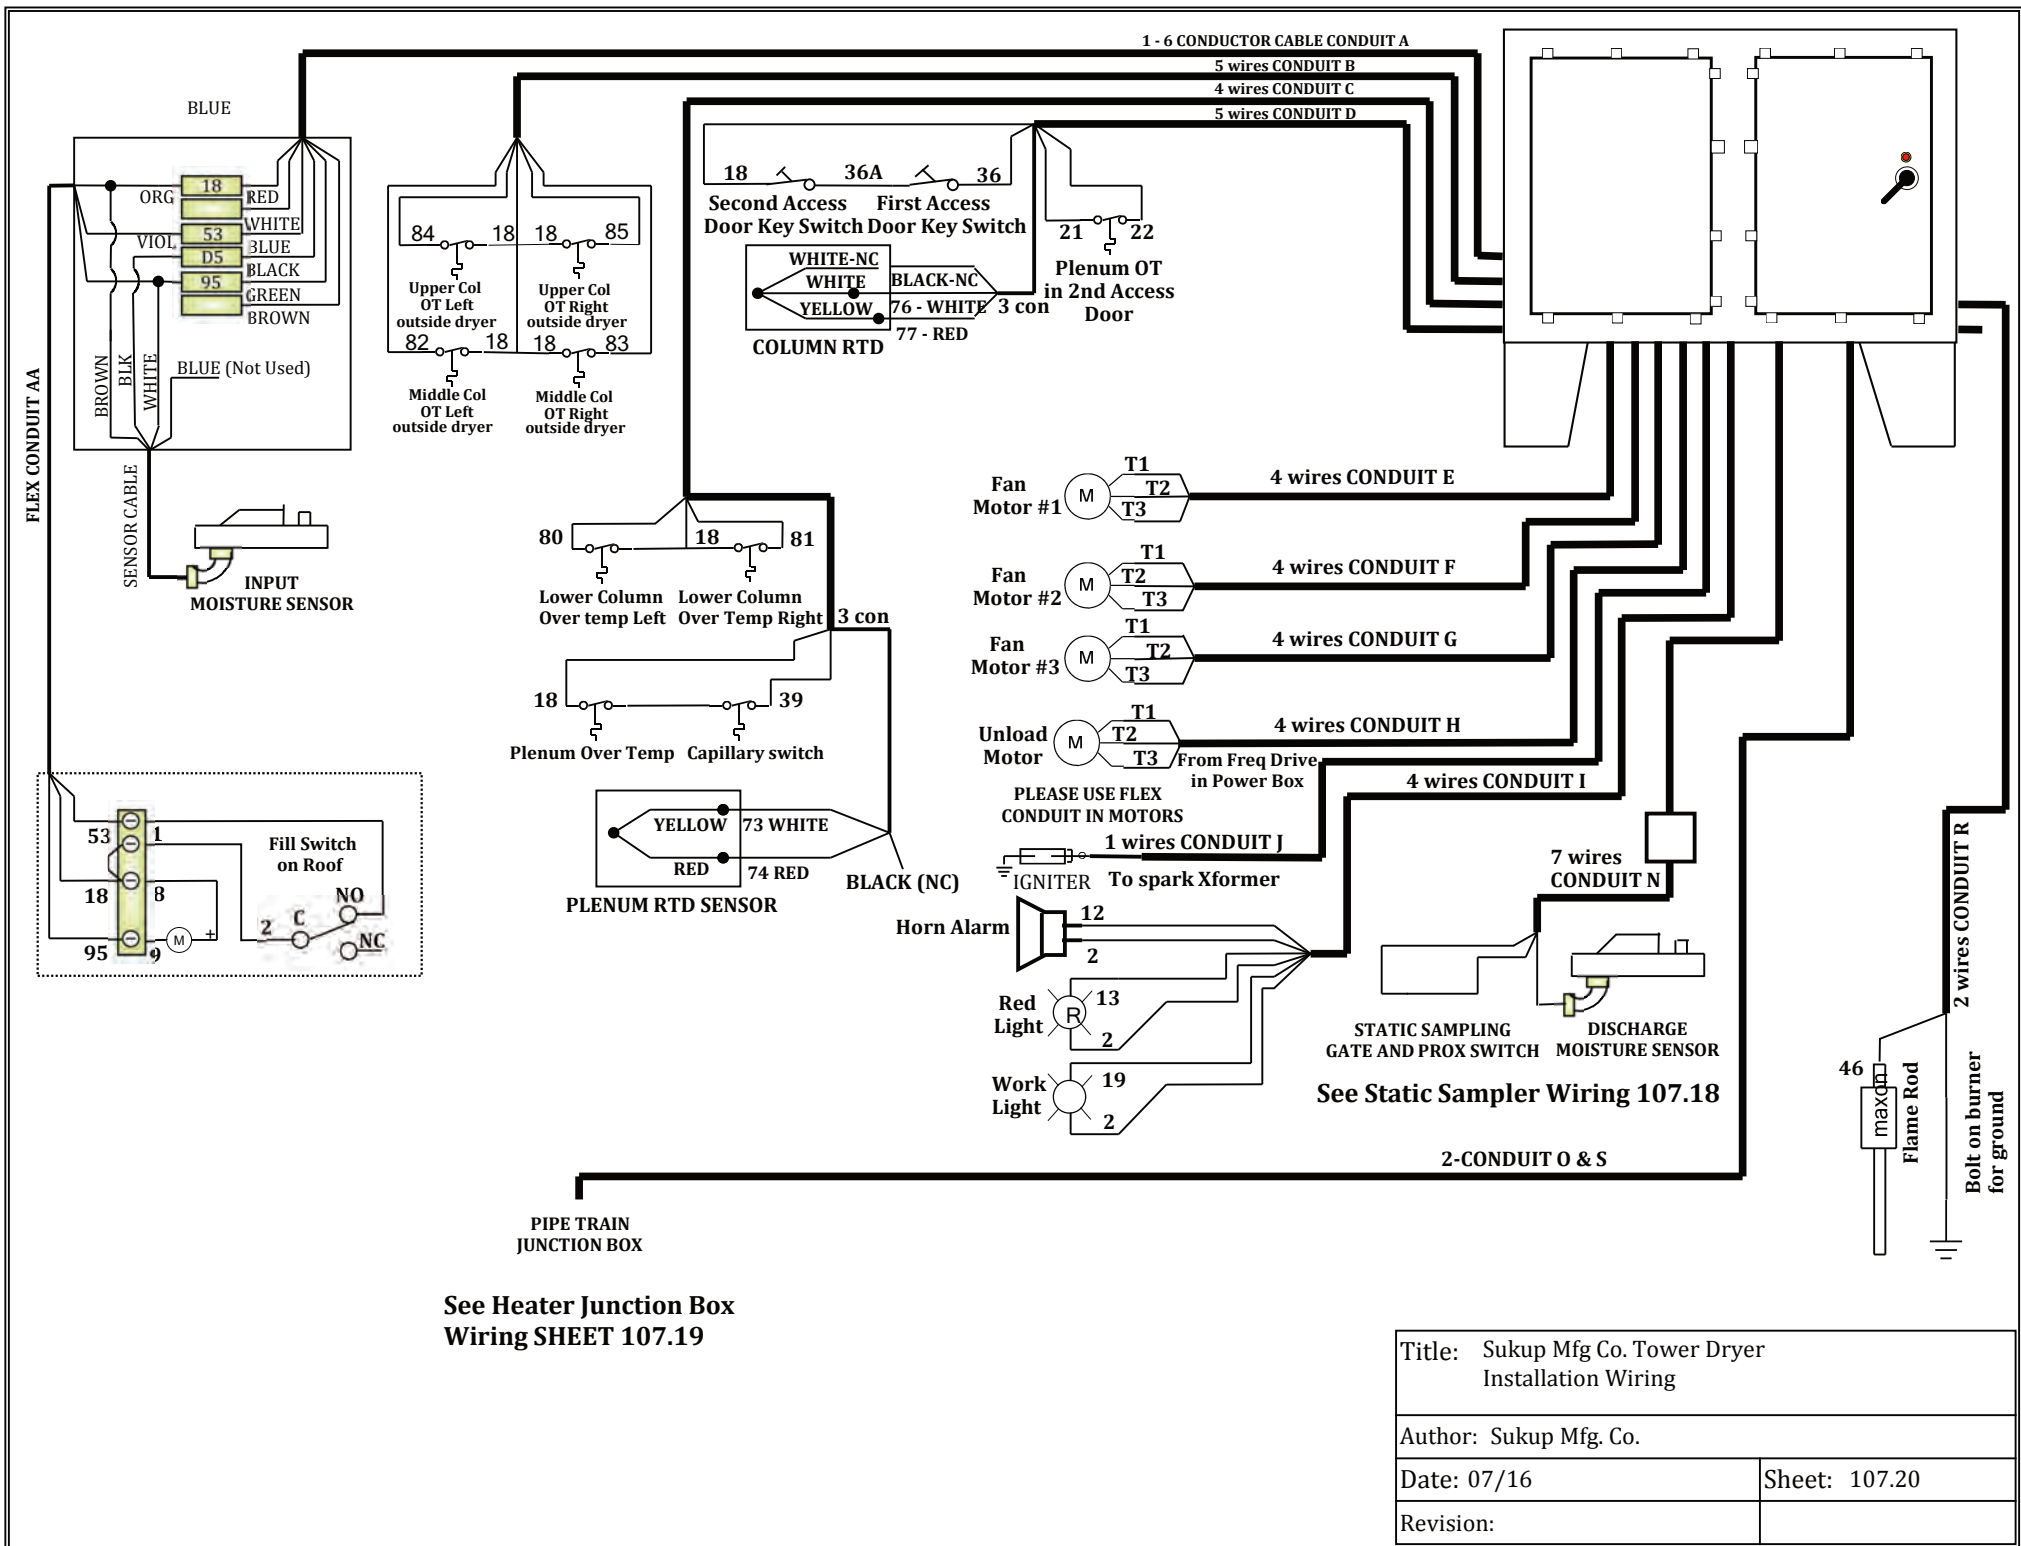 1 - 6 CONDUCTOR CABLE CONDUIT A
5 wires CONDUIT B
4 wires CONDUIT C
5 wires CONDUIT D
BLUE
18
ORG
RED
WHITE
53
VIOL
BLUE
D5
BLACK
95
GREEN
BROWN
BROWN
BLK
WHITE
BLUE (Not Used)
FLEX CONDUIT AA
SENSOR CABLE
INPUT
MOISTURE SENSOR
84
18
18
85
Upper Col
OT Left
outside dryer
Upper Col
OT Right
outside dryer
82
18
18
83
Middle Col
OT Left
outside dryer
Middle Col
OT Right
outside dryer
18
36A
36
Second Access
Door Key Switch
First Access
Door Key Switch
21
22
Plenum OT
in 2nd Access
Door
WHITE-NC
WHITE
YELLOW
BLACK-NC
76 - WHITE
77 - RED
3 con
COLUMN RTD
80
18
81
Lower Column
Over temp Left
Lower Column
Over Temp Right
3 con
18
39
Plenum Over Temp
Capillary switch
YELLOW
73 WHITE
RED
74 RED
BLACK (NC)
PLENUM RTD SENSOR
53
1
18
8
95
9
M
+
Fill Switch
on Roof
2
C
NO
NC
Fan
Motor #1
M
T1
T2
T3
4 wires CONDUIT E
Fan
Motor #2
M
T1
T2
T3
4 wires CONDUIT F
Fan
Motor #3
M
T1
T2
T3
4 wires CONDUIT G
Unload
Motor
M
T1
T2
T3
4 wires CONDUIT H
From Freq Drive
in Power Box
PLEASE USE FLEX
CONDUIT IN MOTORS
4 wires CONDUIT I
1 wires CONDUIT J
IGNITER
To spark Xformer
Horn Alarm
12
2
Red
Light
R
13
2
Work
Light
19
2
7 wires
CONDUIT N
STATIC SAMPLING
GATE AND PROX SWITCH
DISCHARGE
MOISTURE SENSOR
See Static Sampler Wiring 107.18
2 wires CONDUIT R
46
maxon
Flame Rod
Bolt on burner
for ground
2-CONDUIT O & S
PIPE TRAIN
JUNCTION BOX
See Heater Junction Box
Wiring SHEET 107.19
Title: Sukup Mfg Co. Tower Dryer
Installation Wiring
Author: Sukup Mfg. Co.
Date: 07/16
Sheet: 107.20
Revision: